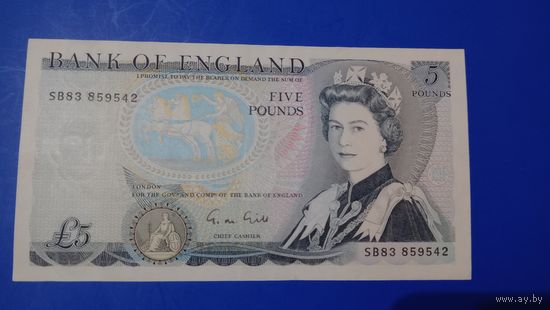 BANK OF ENGLAND
I PROMISE TO PAY THE BEARER ON DEMAND THE SUM OF
5
POUNDS
SB83 859542
FIVE
POUNDS
LONDON
FOR THE GOVR AND COMPA OF THE BANK OF ENGLAND
£5
CHIEF CASHIER
SB83 859542
www.ay.by